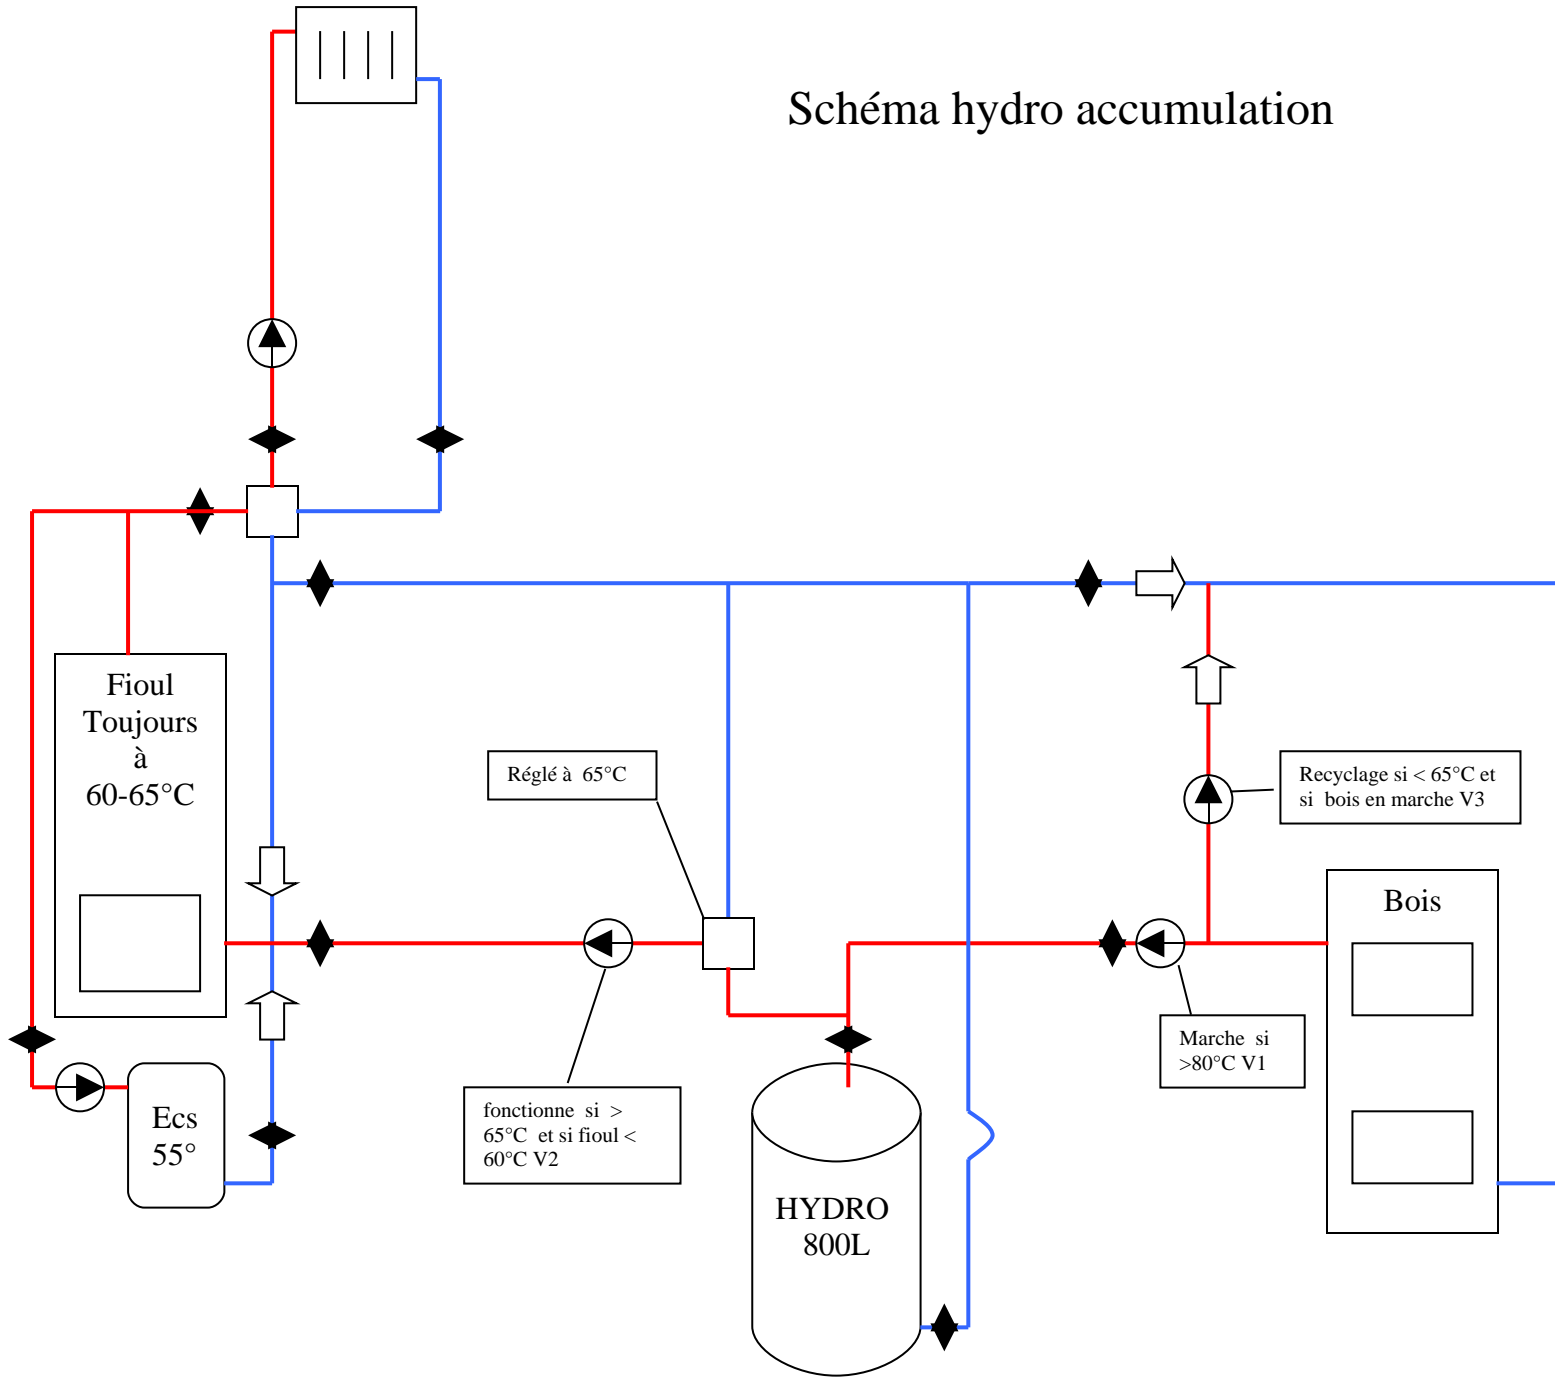 Schéma hydro accumulation
Fioul
Toujours
à
60-65°C
Réglé à 65°C
Recyclage si < 65°C et
si bois en marche V3
Bois
Marche si
>80°C V1
fonctionne si >
65°C et si fioul <
60°C V2
Ecs
55°
HYDRO
800L